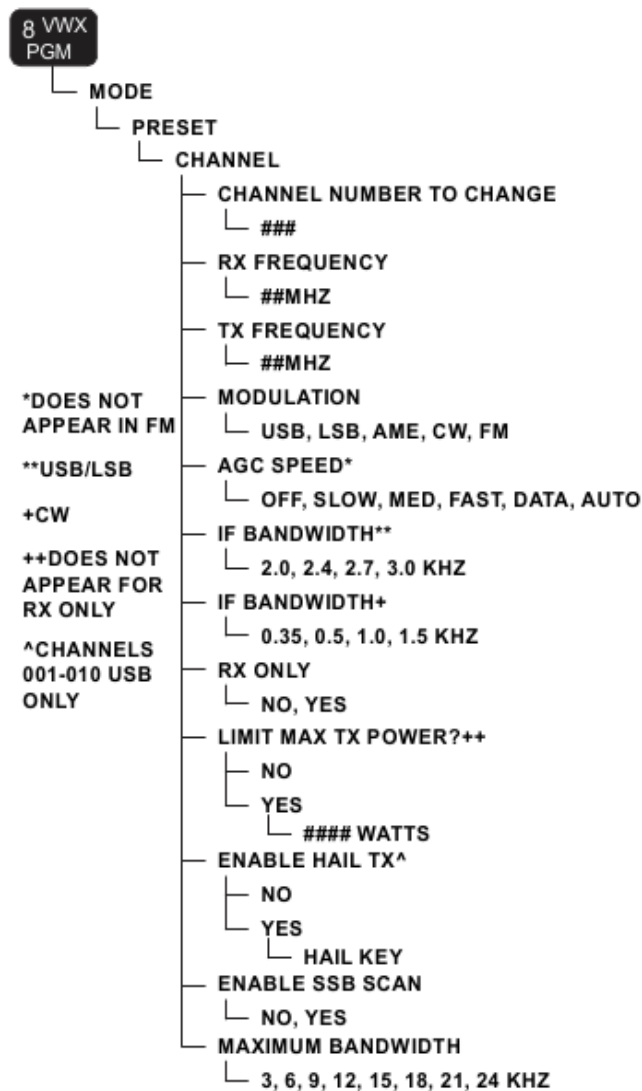 8 VWX
PGM
MODE
PRESET
CHANNEL
CHANNEL NUMBER TO CHANGE
###
RX FREQUENCY
##MHZ
TX FREQUENCY
##MHZ
MODULATION
USB, LSB, AME, CW, FM
AGC SPEED*
OFF, SLOW, MED, FAST, DATA, AUTO
IF BANDWIDTH**
2.0, 2.4, 2.7, 3.0 KHZ
IF BANDWIDTH+
0.35, 0.5, 1.0, 1.5 KHZ
RX ONLY
NO, YES
LIMIT MAX TX POWER?++
NO
YES
#### WATTS
ENABLE HAIL TX^
NO
YES
HAIL KEY
ENABLE SSB SCAN
NO, YES
MAXIMUM BANDWIDTH
3, 6, 9, 12, 15, 18, 21, 24 KHZ
*DOES NOT
APPEAR IN FM
**USB/LSB
+CW
++DOES NOT
APPEAR FOR
RX ONLY
^CHANNELS
001-010 USB
ONLY